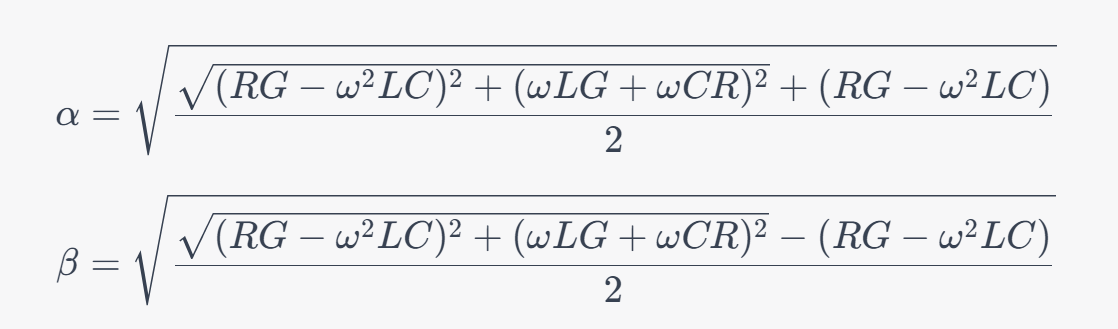 α = √((√((RG − ω²LC)² + (ωLG + ωCR)²) + (RG − ω²LC))/2)
β = √((√((RG − ω²LC)² + (ωLG + ωCR)²) − (RG − ω²LC))/2)